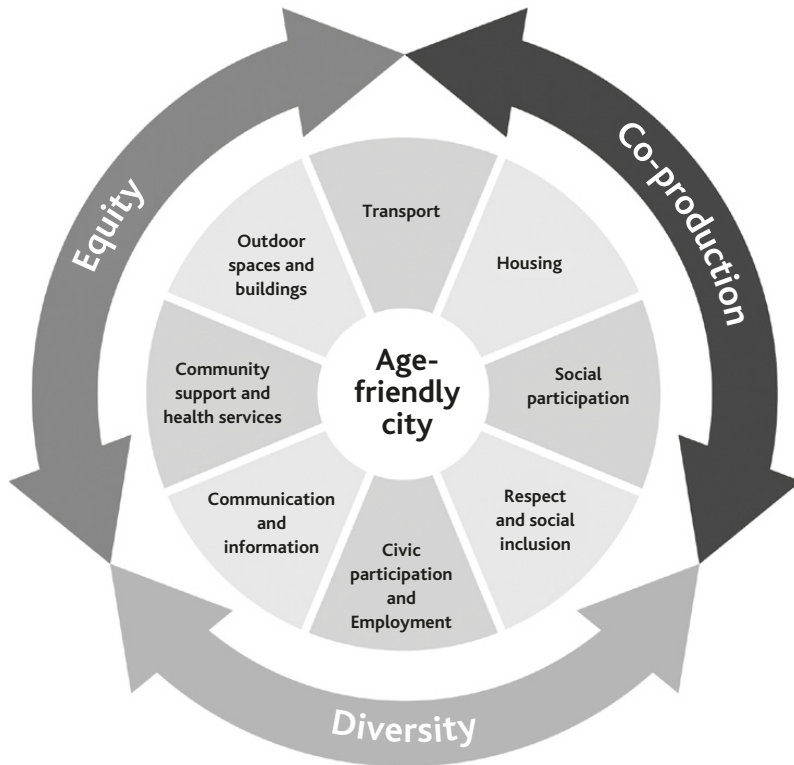 Equity
Co-production
Diversity
Transport
Housing
Social
participation
Respect
and social
inclusion
Civic
participation
and
Employment
Communication
and
information
Community
support and
health services
Outdoor
spaces and
buildings
Age-
friendly
city